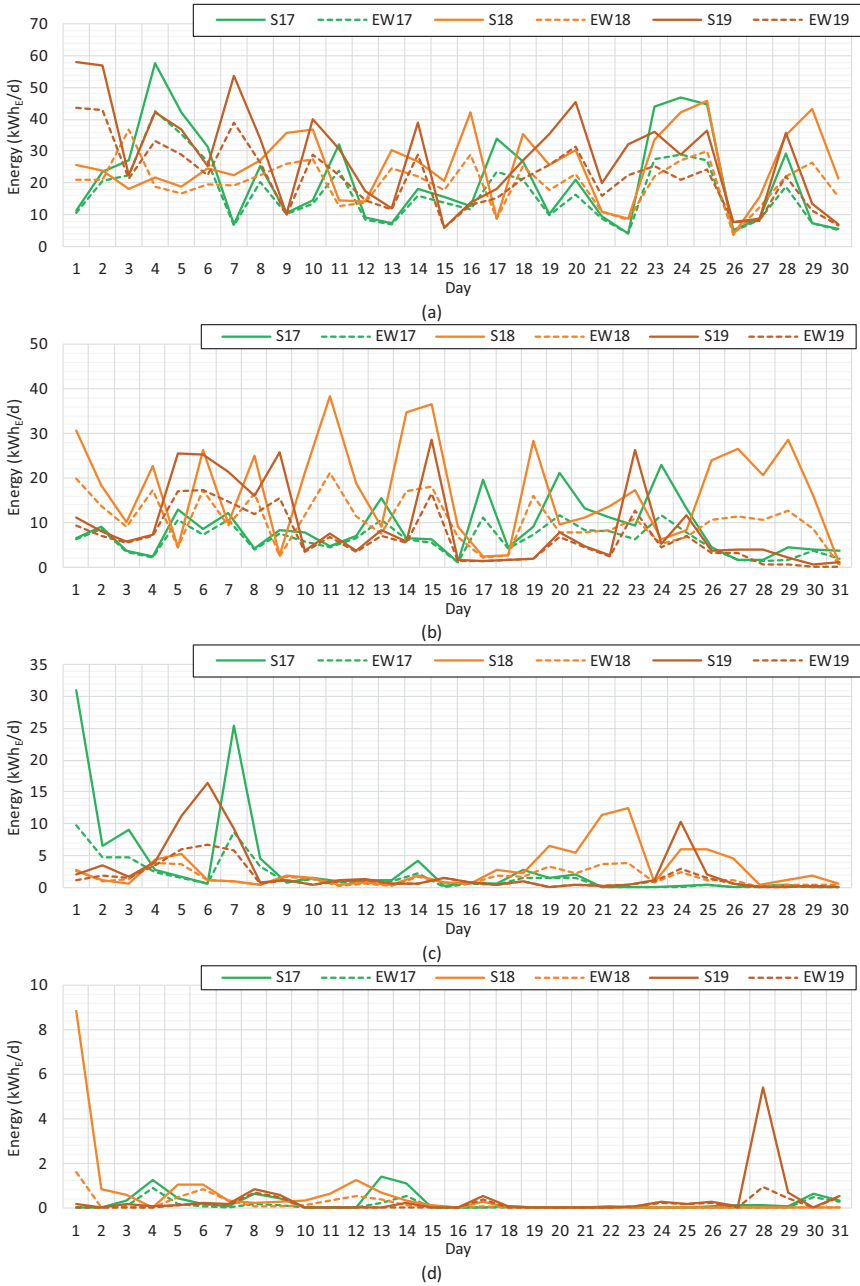 S17 EW17 S18 EW18 S19 EW19
70
60
50
40
30
20
10
0
Energy (kWhE/d)
1 2 3 4 5 6 7 8 9 10 11 12 13 14 15 16 17 18 19 20 21 22 23 24 25 26 27 28 29 30
Day
(a)
S17 EW17 S18 EW18 S19 EW19
50
40
30
20
10
0
Energy (kWhE/d)
1 2 3 4 5 6 7 8 9 10 11 12 13 14 15 16 17 18 19 20 21 22 23 24 25 26 27 28 29 30 31
Day
(b)
S17 EW17 S18 EW18 S19 EW19
35
30
25
20
15
10
5
0
Energy (kWhE/d)
1 2 3 4 5 6 7 8 9 10 11 12 13 14 15 16 17 18 19 20 21 22 23 24 25 26 27 28 29 30
Day
(c)
S17 EW17 S18 EW18 S19 EW19
10
8
6
4
2
0
Energy (kWhE/d)
1 2 3 4 5 6 7 8 9 10 11 12 13 14 15 16 17 18 19 20 21 22 23 24 25 26 27 28 29 30 31
Day
(d)